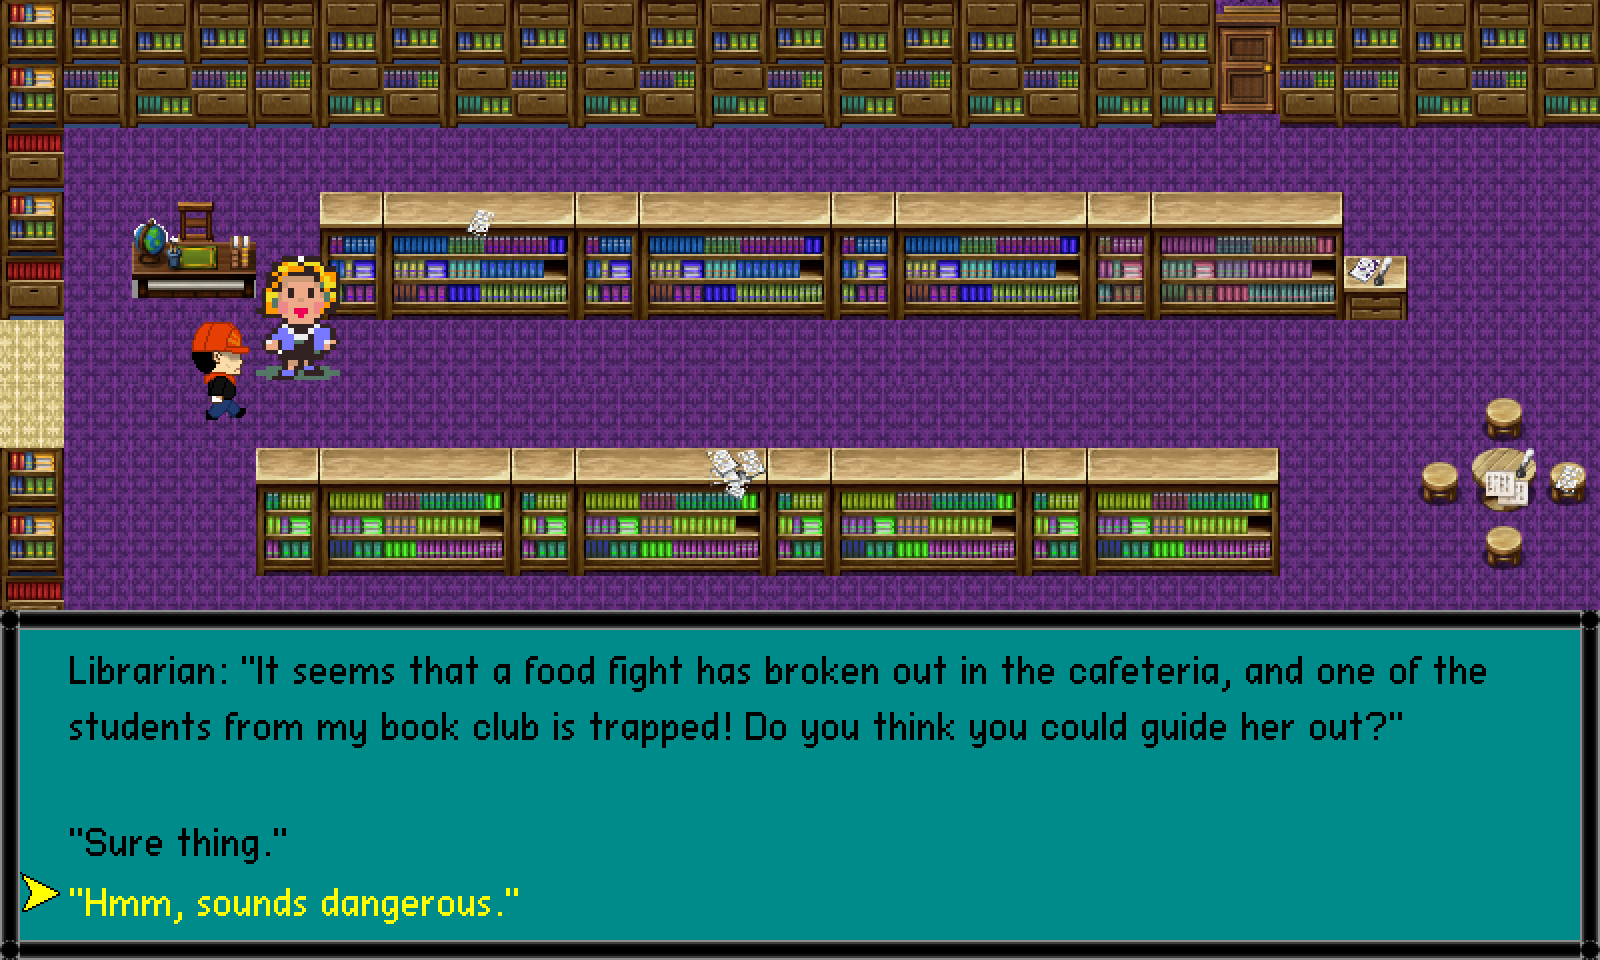 Librarian: "It seems that a food fight has broken out in the cafeteria, and one of the
students from my book club is trapped! Do you think you could guide her out?"
"Sure thing."
"Hmm, sounds dangerous."